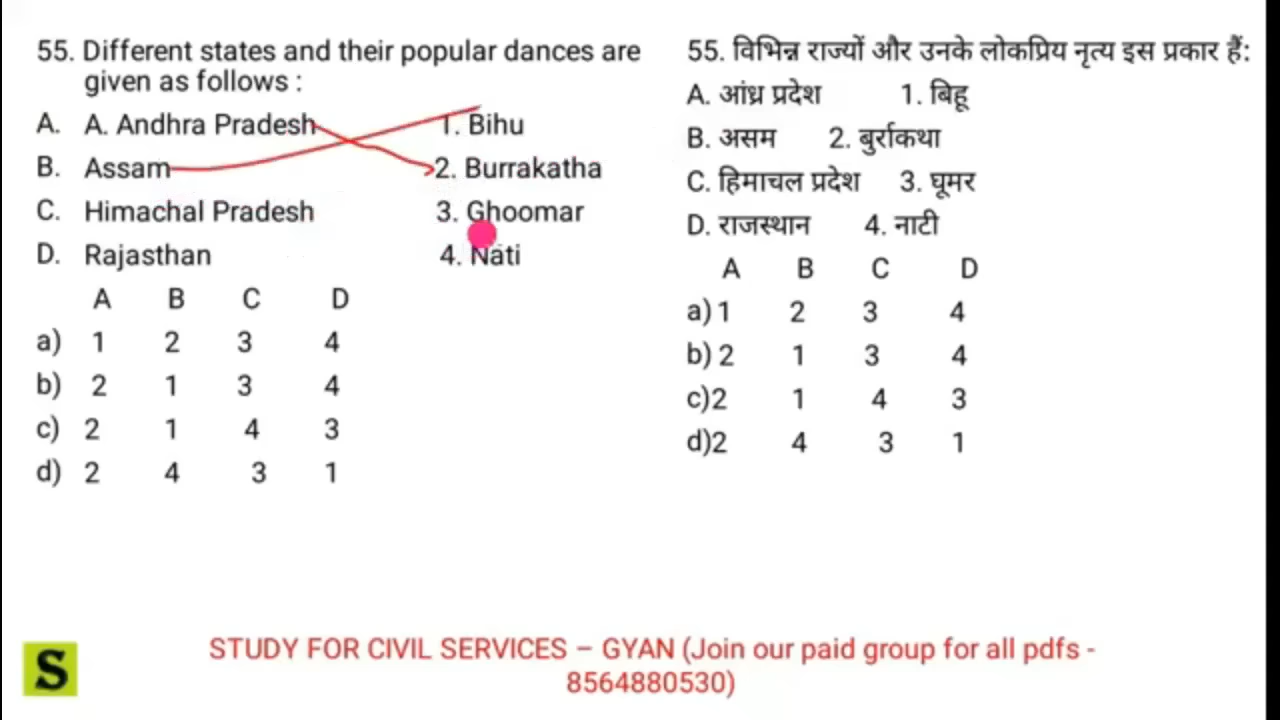 55. Different states and their popular dances are
given as follows :
A. A. Andhra Pradesh 1. Bihu
B. Assam 2. Burrakatha
C. Himachal Pradesh 3. Ghoomar
D. Rajasthan 4. Nati
A B C D
a) 1 2 3 4
b) 2 1 3 4
c) 2 1 4 3
d) 2 4 3 1
55. विभिन्न राज्यों और उनके लोकप्रिय नृत्य इस प्रकार हैं:
A. आंध्र प्रदेश 1. बिहू
B. असम 2. बुर्राकथा
C. हिमाचल प्रदेश 3. घूमर
D. राजस्थान 4. नाटी
A B C D
a) 1 2 3 4
b) 2 1 3 4
c)2 1 4 3
d)2 4 3 1
S
STUDY FOR CIVIL SERVICES – GYAN (Join our paid group for all pdfs -
8564880530)